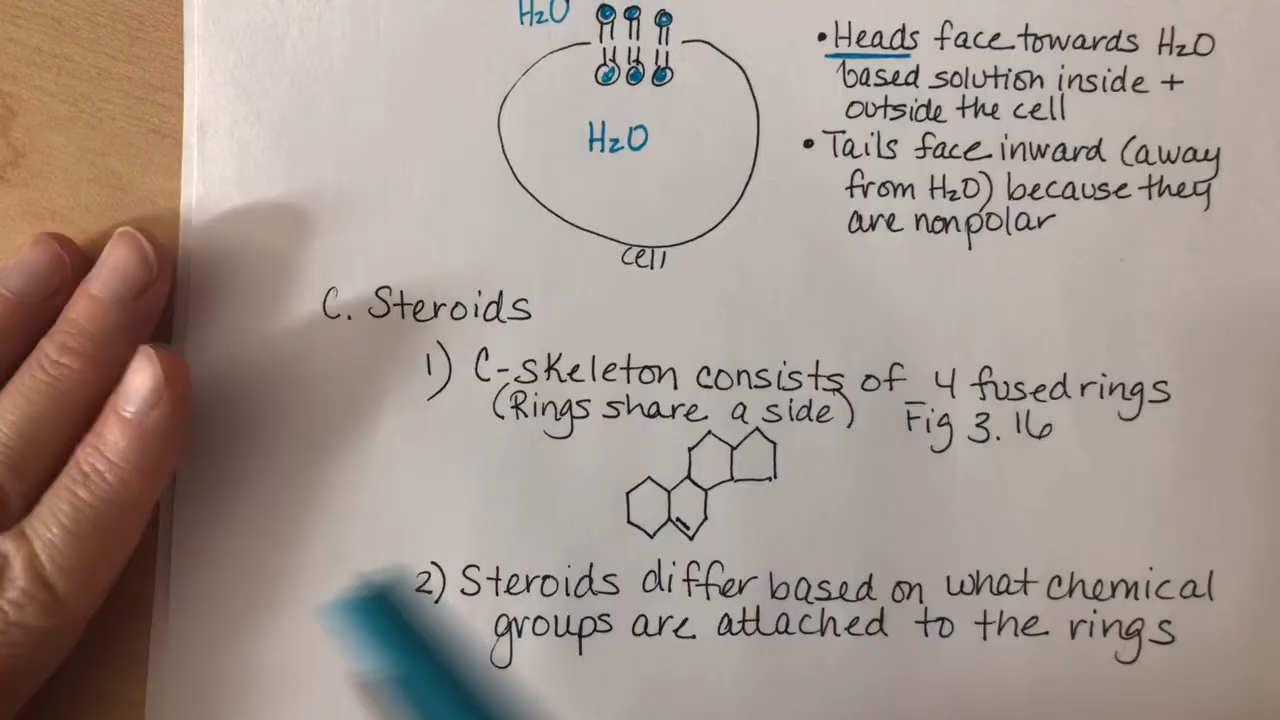 H2O
H2O
cell
• Heads face towards H2O
based solution inside +
outside the cell
• Tails face inward (away
from H2O) because they
are nonpolar
C. Steroids
1) C-skeleton consists of 4 fused rings
(Rings share a side) Fig 3.16
2) Steroids differ based on what chemical
groups are attached to the rings